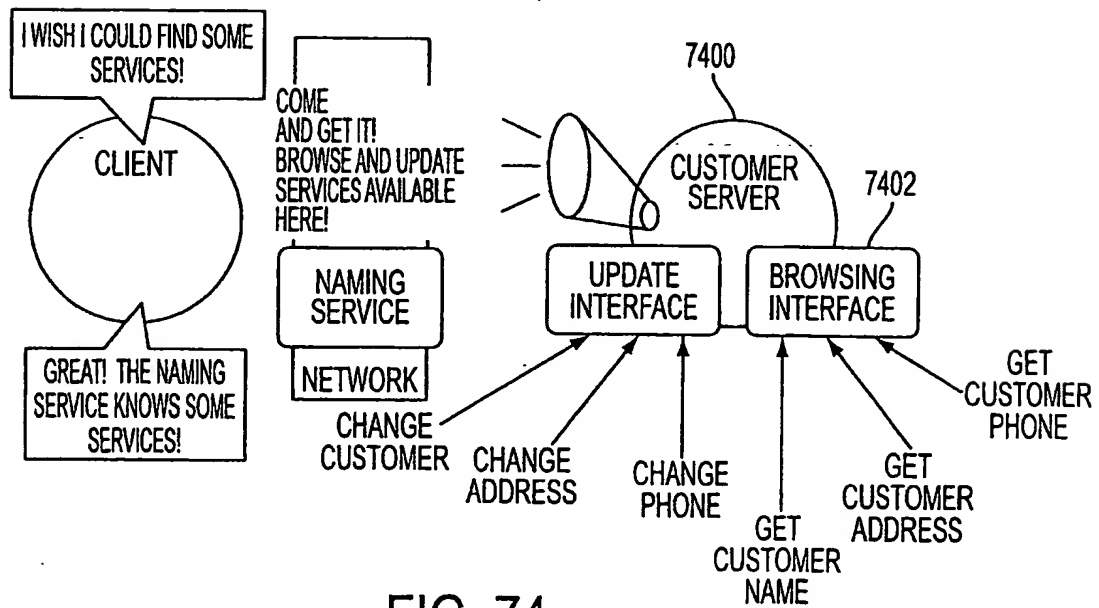 I WISH I COULD FIND SOME
SERVICES!
CLIENT
GREAT! THE NAMING
SERVICE KNOWS SOME
SERVICES!
COME
AND GET IT!
BROWSE AND UPDATE
SERVICES AVAILABLE
HERE!
NAMING
SERVICE
NETWORK
7400
CUSTOMER
SERVER
7402
UPDATE
INTERFACE
BROWSING
INTERFACE
CHANGE
CUSTOMER
CHANGE
ADDRESS
CHANGE
PHONE
GET
CUSTOMER
NAME
GET
CUSTOMER
ADDRESS
GET
CUSTOMER
PHONE
FIG. 74